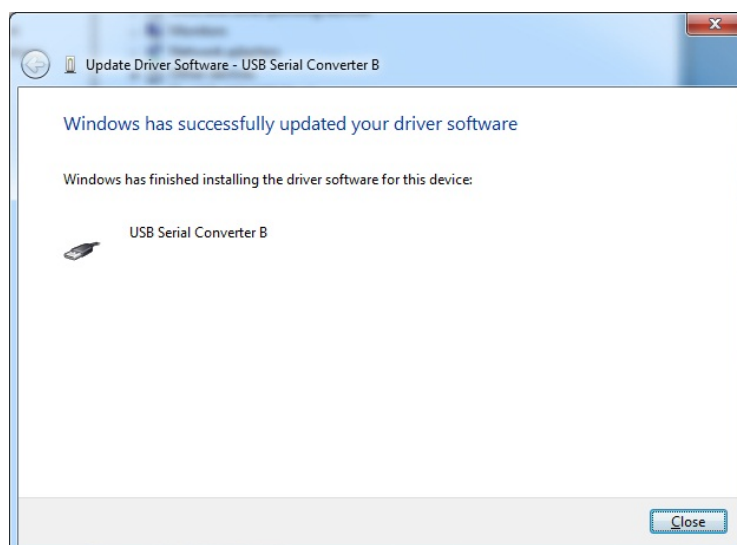 Update Driver Software - USB Serial Converter B
Windows has successfully updated your driver software
Windows has finished installing the driver software for this device:
USB Serial Converter B
Close